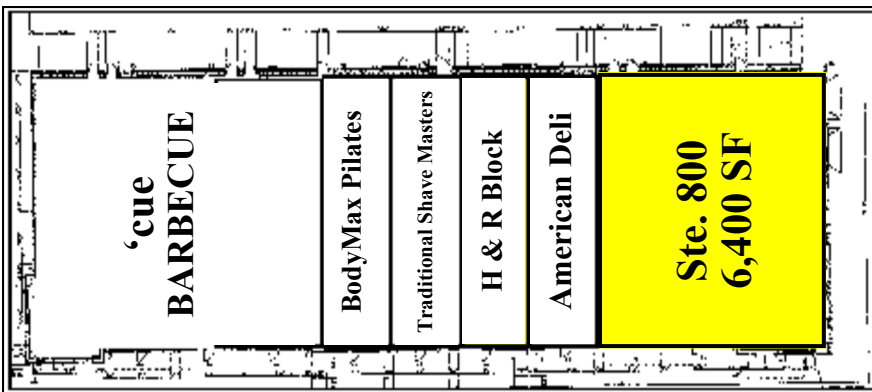 ‘cue
BARBECUE
BodyMax Pilates
Traditional Shave Masters
H & R Block
American Deli
Ste. 800
6,400 SF